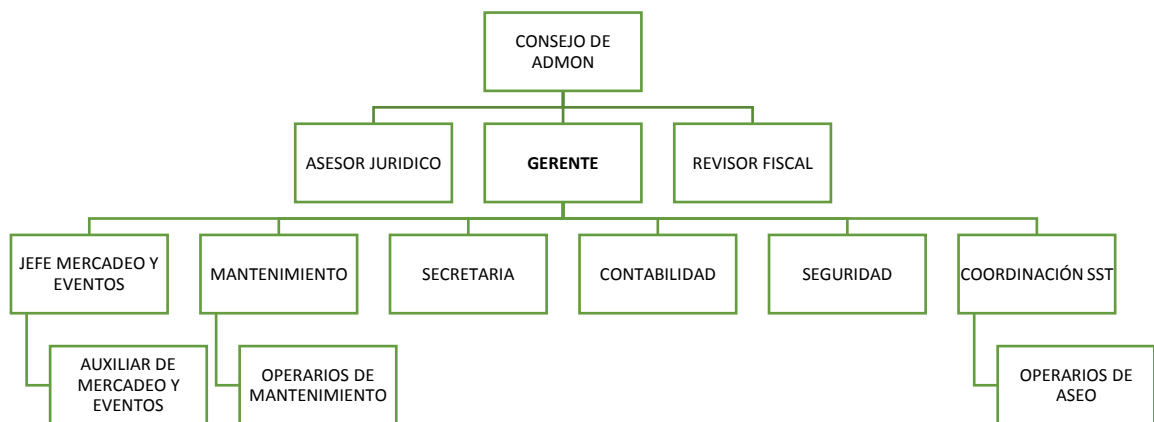 CONSEJO DE
ADMON
ASESOR JURIDICO
GERENTE
REVISOR FISCAL
JEFE MERCADEO Y
EVENTOS
MANTENIMIENTO
SECRETARIA
CONTABILIDAD
SEGURIDAD
COORDINACIÓN SST
AUXILIAR DE
MERCADEO Y
EVENTOS
OPERARIOS DE
MANTENIMIENTO
OPERARIOS DE
ASEO